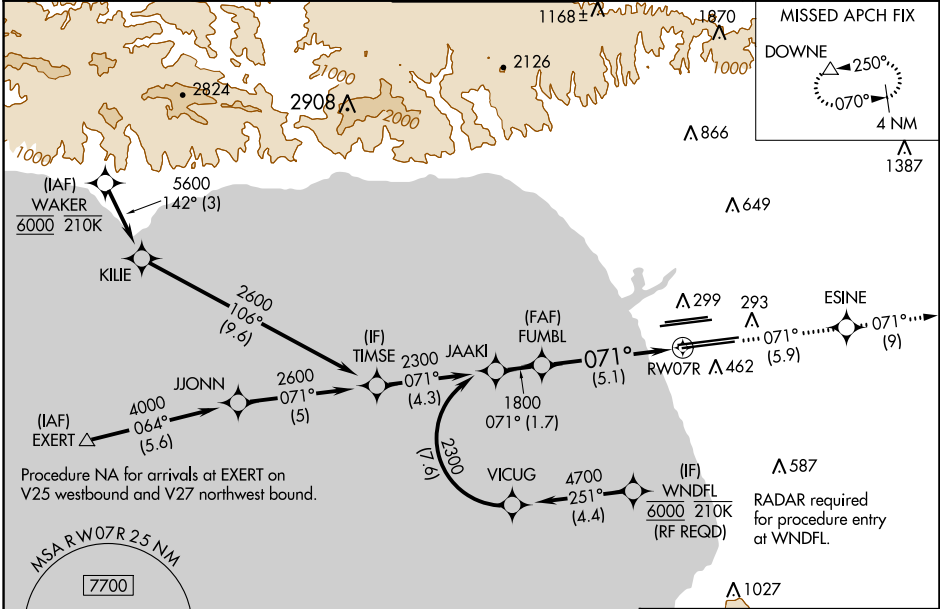 1168±
1870
MISSED APCH FIX
DOWNE
250°
070°
4 NM
1000
2126
1000
2824
2908
2000
866
1387
1000
(IAF)
WAKER
6000 210K
5600
142° (3)
649
KILIE
2600
106°
(9.6)
299
293
ESINE
(IF)
TIMSE
(FAF)
FUMBL
JAAKI
2300
071°
(4.3)
071°
(5.1)
RW07R
462
071°
(5.9)
071°
(9)
JJONN
2600
071°
(5)
1800
071° (1.7)
4000
064°
(5.6)
(IAF)
EXERT
2300
(7.6)
Procedure NA for arrivals at EXERT on
V25 westbound and V27 northwest bound.
VICUG
4700
251°
(4.4)
(IF)
WNDFL
6000 210K
(RF REQD)
587
RADAR required
for procedure entry
at WNDFL.
MSA RW07R 25 NM
7700
1027